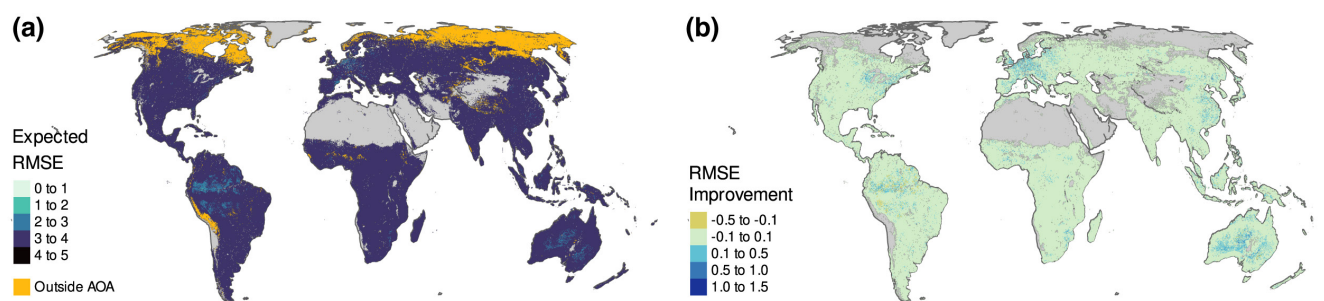 (a)
Expected
RMSE
0 to 1
1 to 2
2 to 3
3 to 4
4 to 5
Outside AOA
(b)
RMSE
Improvement
-0.5 to -0.1
-0.1 to 0.1
0.1 to 0.5
0.5 to 1.0
1.0 to 1.5